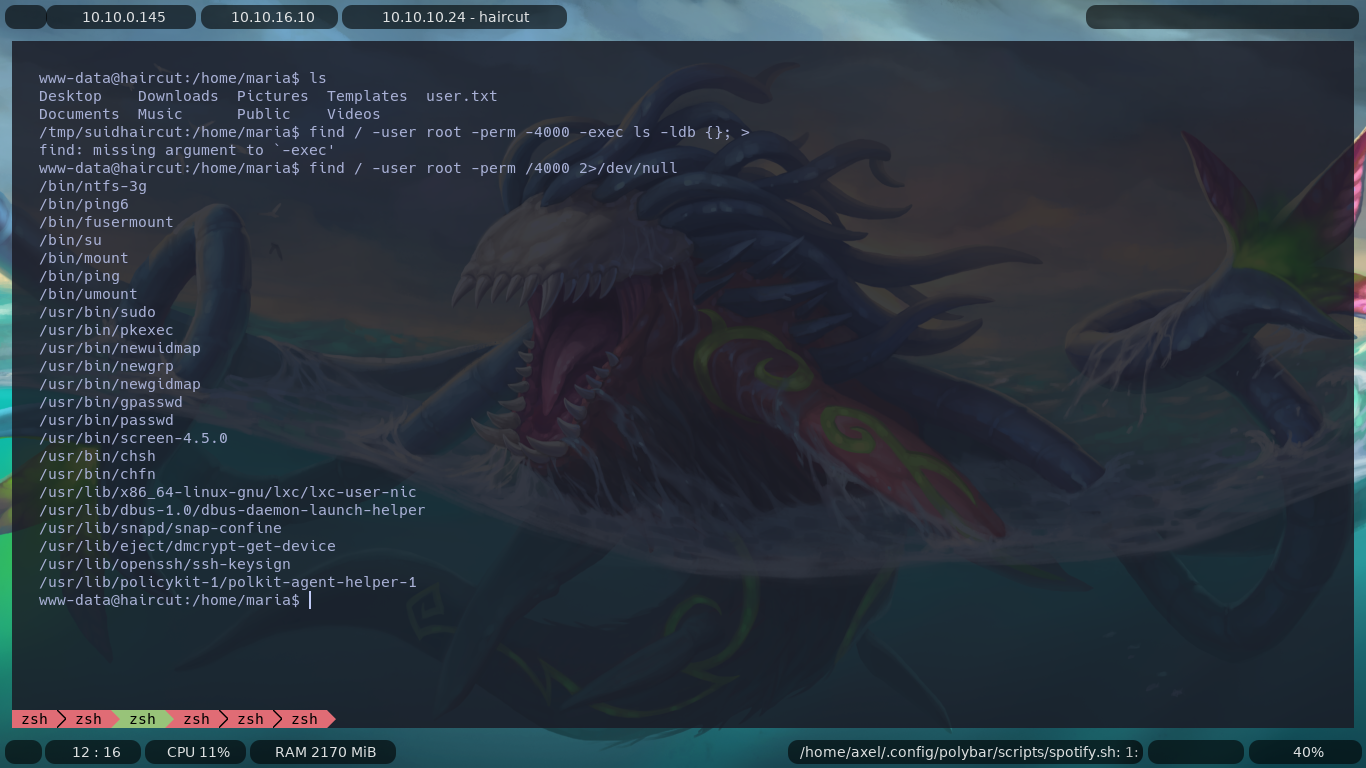 10.10.0.145
10.10.16.10
10.10.10.24 - haircut
www-data@haircut:/home/maria$ ls
Desktop    Downloads  Pictures  Templates  user.txt
Documents  Music      Public    Videos
/tmp/suidhaircut:/home/maria$ find / -user root -perm -4000 -exec ls -ldb {}; >
find: missing argument to `-exec'
www-data@haircut:/home/maria$ find / -user root -perm /4000 2>/dev/null
/bin/ntfs-3g
/bin/ping6
/bin/fusermount
/bin/su
/bin/mount
/bin/ping
/bin/umount
/usr/bin/sudo
/usr/bin/pkexec
/usr/bin/newuidmap
/usr/bin/newgrp
/usr/bin/newgidmap
/usr/bin/gpasswd
/usr/bin/passwd
/usr/bin/screen-4.5.0
/usr/bin/chsh
/usr/bin/chfn
/usr/lib/x86_64-linux-gnu/lxc/lxc-user-nic
/usr/lib/dbus-1.0/dbus-daemon-launch-helper
/usr/lib/snapd/snap-confine
/usr/lib/eject/dmcrypt-get-device
/usr/lib/openssh/ssh-keysign
/usr/lib/policykit-1/polkit-agent-helper-1
www-data@haircut:/home/maria$
zsh zsh zsh zsh zsh zsh
12 : 16
CPU 11%
RAM 2170 MiB
/home/axel/.config/polybar/scripts/spotify.sh: 1:
40%